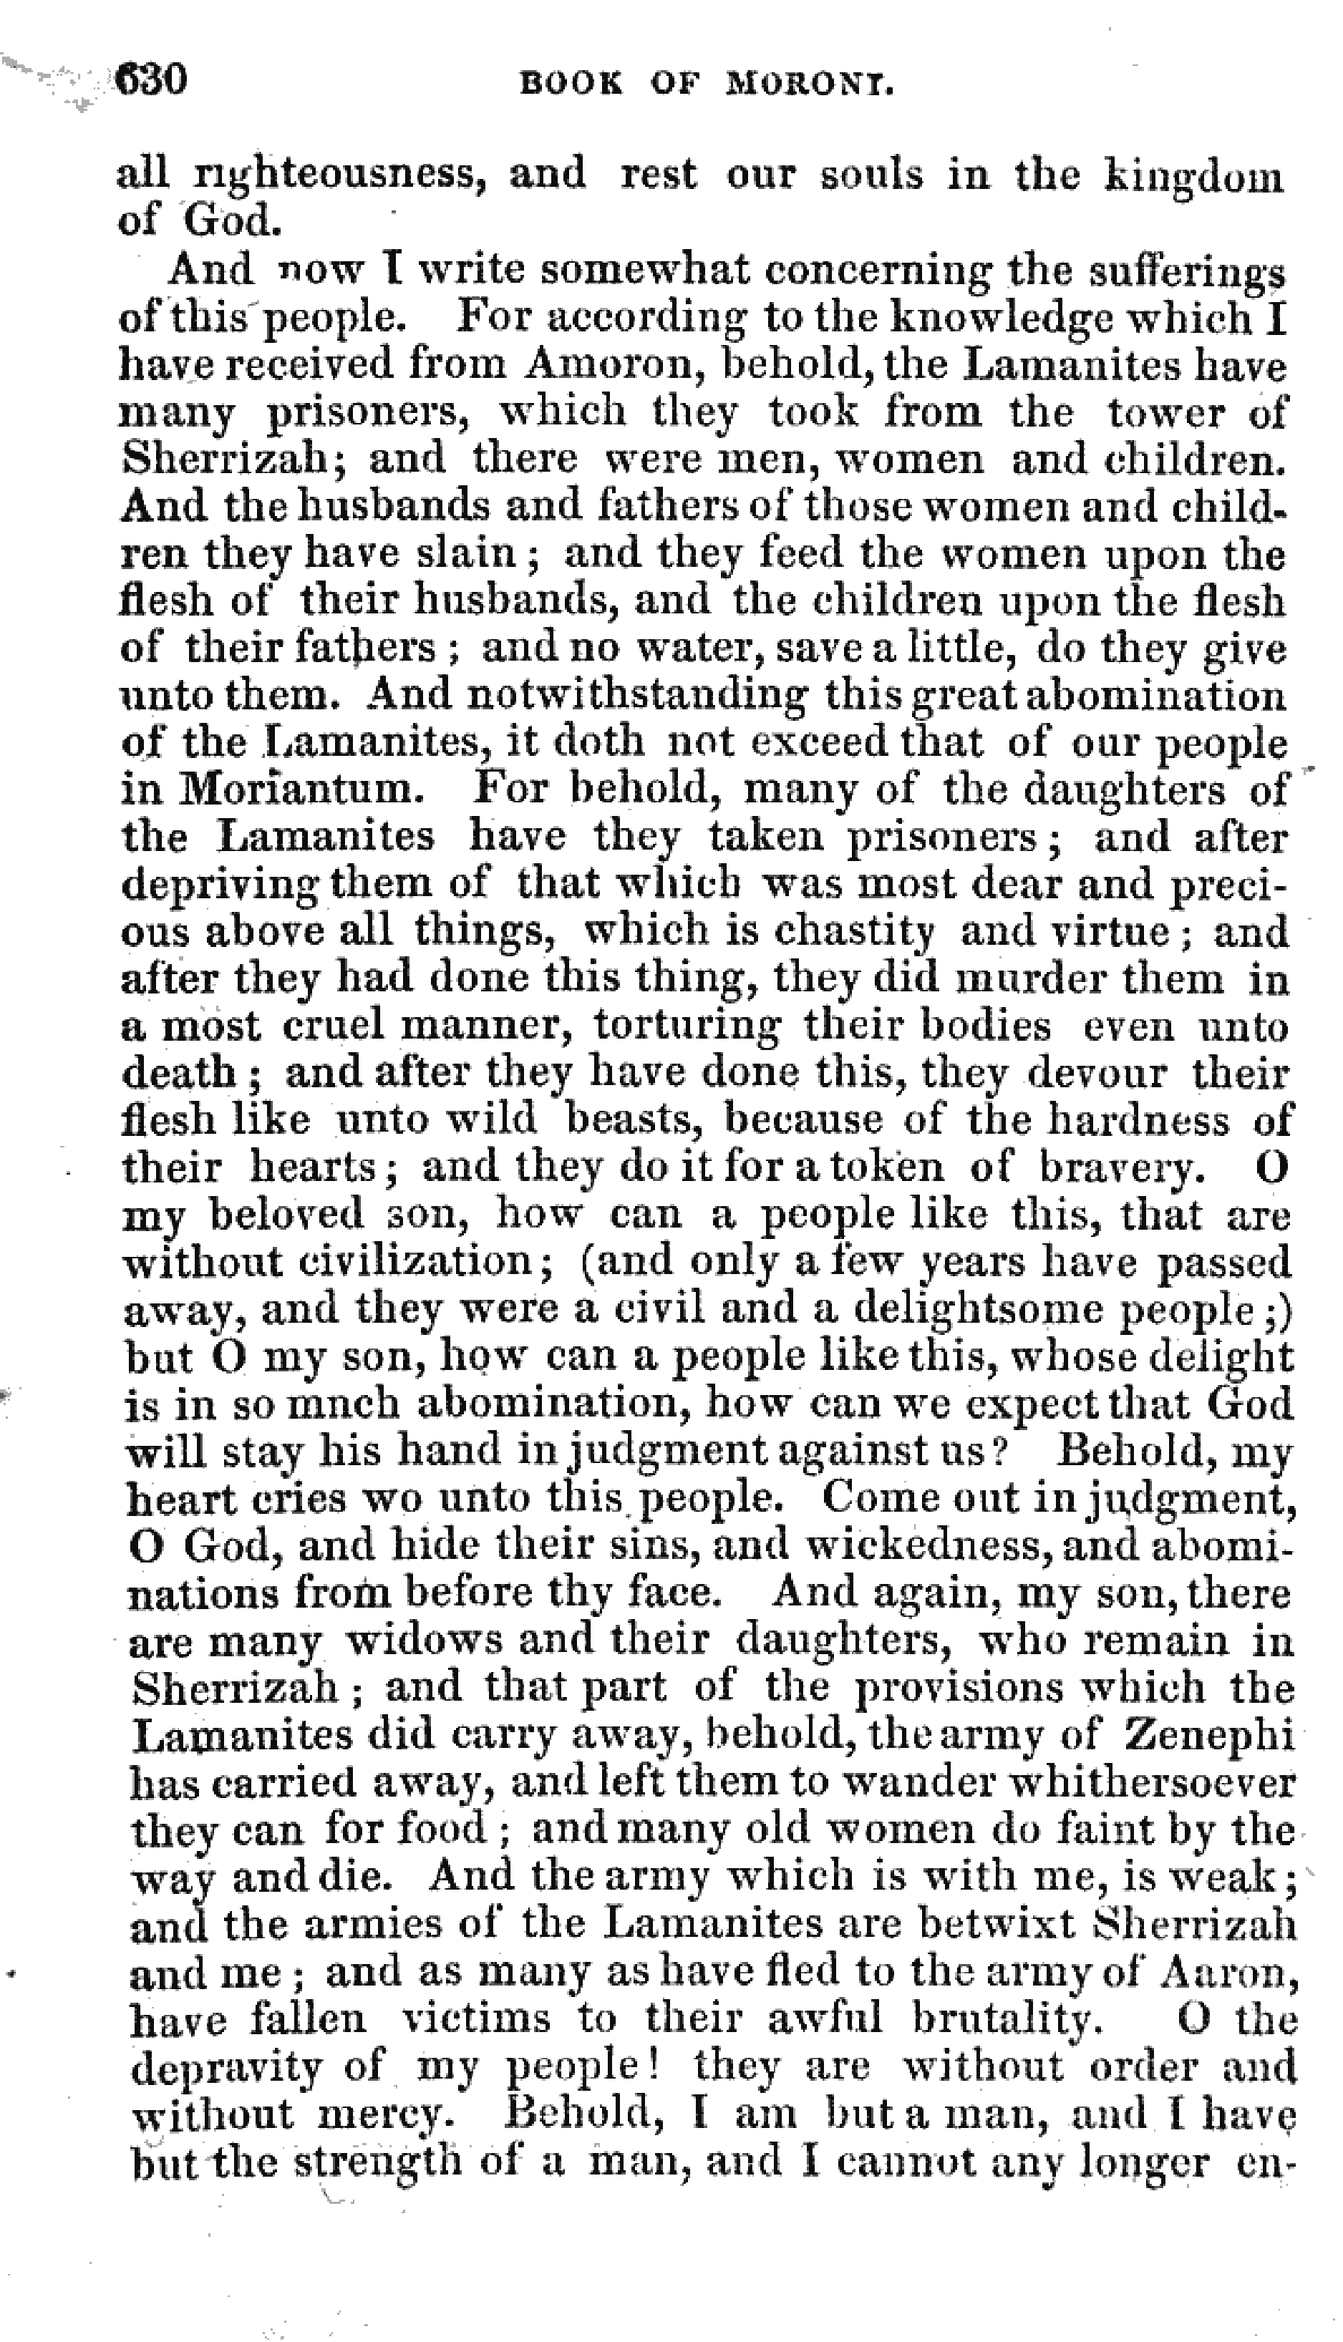 630 BOOK OF MORONI.
all righteousness, and rest our souls in the kingdom
of God.
And now I write somewhat concerning the sufferings
of this people. For according to the knowledge which I
have received from Amoron, behold, the Lamanites have
many prisoners, which they took from the tower of
Sherrizah; and there were men, women and children.
And the husbands and fathers of those women and child-
ren they have slain; and they feed the women upon the
flesh of their husbands, and the children upon the flesh
of their fathers; and no water, save a little, do they give
unto them. And notwithstanding this great abomination
of the Lamanites, it doth not exceed that of our people
in Moriantum. For behold, many of the daughters of
the Lamanites have they taken prisoners; and after
depriving them of that which was most dear and preci-
ous above all things, which is chastity and virtue; and
after they had done this thing, they did murder them in
a most cruel manner, torturing their bodies even unto
death; and after they have done this, they devour their
flesh like unto wild beasts, because of the hardness of
their hearts; and they do it for a token of bravery. O
my beloved son, how can a people like this, that are
without civilization; (and only a few years have passed
away, and they were a civil and a delightsome people;)
but O my son, how can a people like this, whose delight
is in so mnch abomination, how can we expect that God
will stay his hand in judgment against us? Behold, my
heart cries wo unto this people. Come out in judgment,
O God, and hide their sins, and wickedness, and abomi-
nations from before thy face. And again, my son, there
are many widows and their daughters, who remain in
Sherrizah; and that part of the provisions which the
Lamanites did carry away, behold, the army of Zenephi
has carried away, and left them to wander whithersoever
they can for food; and many old women do faint by the
way and die. And the army which is with me, is weak;
and the armies of the Lamanites are betwixt Sherrizah
and me; and as many as have fled to the army of Aaron,
have fallen victims to their awful brutality. O the
depravity of my people! they are without order and
without mercy. Behold, I am but a man, and I have
but the strength of a man, and I cannot any longer en-